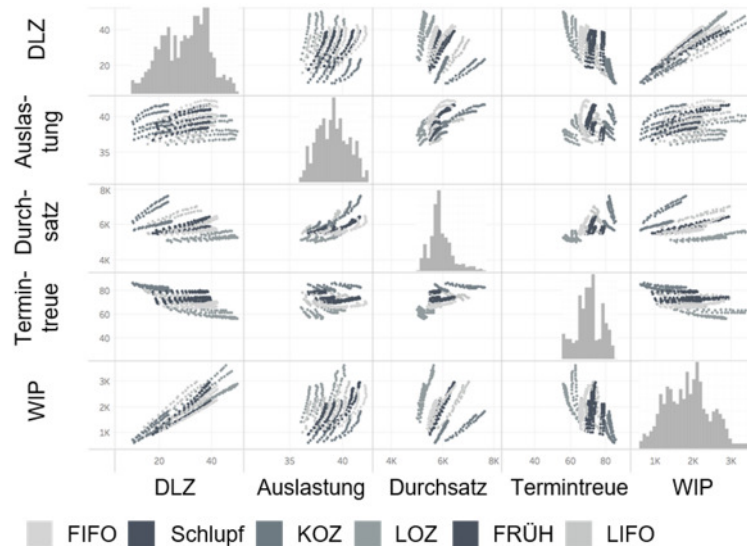 DLZ
40
20
Auslas-
tung
40
35
Durch-
satz
8K
6K
4K
Termin-
treue
80
60
40
WIP
3K
2K
1K
20 40 35 40 4K 6K 8K 40 60 80 1K 2K 3K
DLZ Auslastung Durchsatz Termintreue WIP
FIFO Schlupf KOZ LOZ FRÜH LIFO